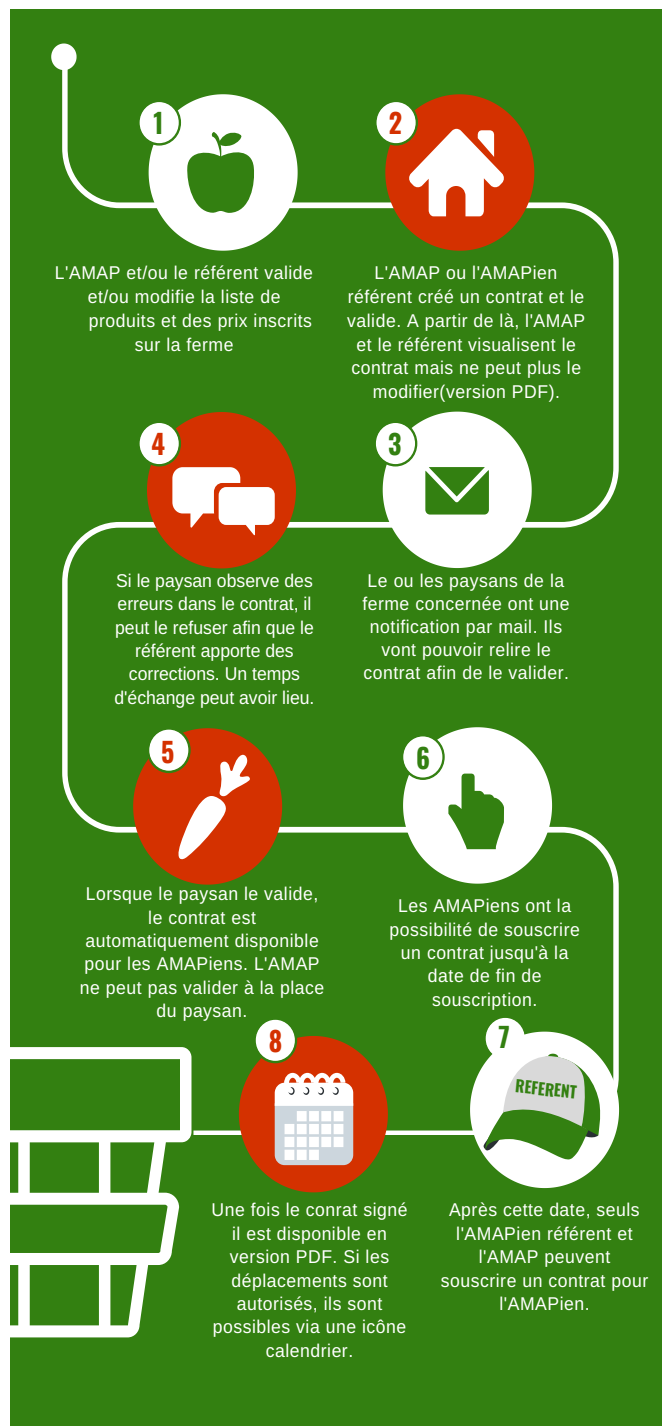 1
L'AMAP et/ou le référent valide
et/ou modifie la liste de
produits et des prix inscrits
sur la ferme
2
L'AMAP ou l'AMAPien
référent créé un contrat et le
valide. A partir de là, l'AMAP
et le référent visualisent le
contrat mais ne peut plus le
modifier(version PDF).
3
Le ou les paysans de la
ferme concernée ont une
notification par mail. Ils
vont pouvoir relire le
contrat afin de le valider.
4
Si le paysan observe des
erreurs dans le contrat, il
peut le refuser afin que le
référent apporte des
corrections. Un temps
d'échange peut avoir lieu.
5
Lorsque le paysan le valide,
le contrat est
automatiquement disponible
pour les AMAPiens. L'AMAP
ne peut pas valider à la place
du paysan.
6
Les AMAPiens ont la
possibilité de souscrire
un contrat jusqu'à la
date de fin de
souscription.
7
REFERENT
Après cette date, seuls
l'AMAPien référent et
l'AMAP peuvent
souscrire un contrat pour
l'AMAPien.
8
Une fois le conrat signé
il est disponible en
version PDF. Si les
déplacements sont
autorisés, ils sont
possibles via une icône
calendrier.